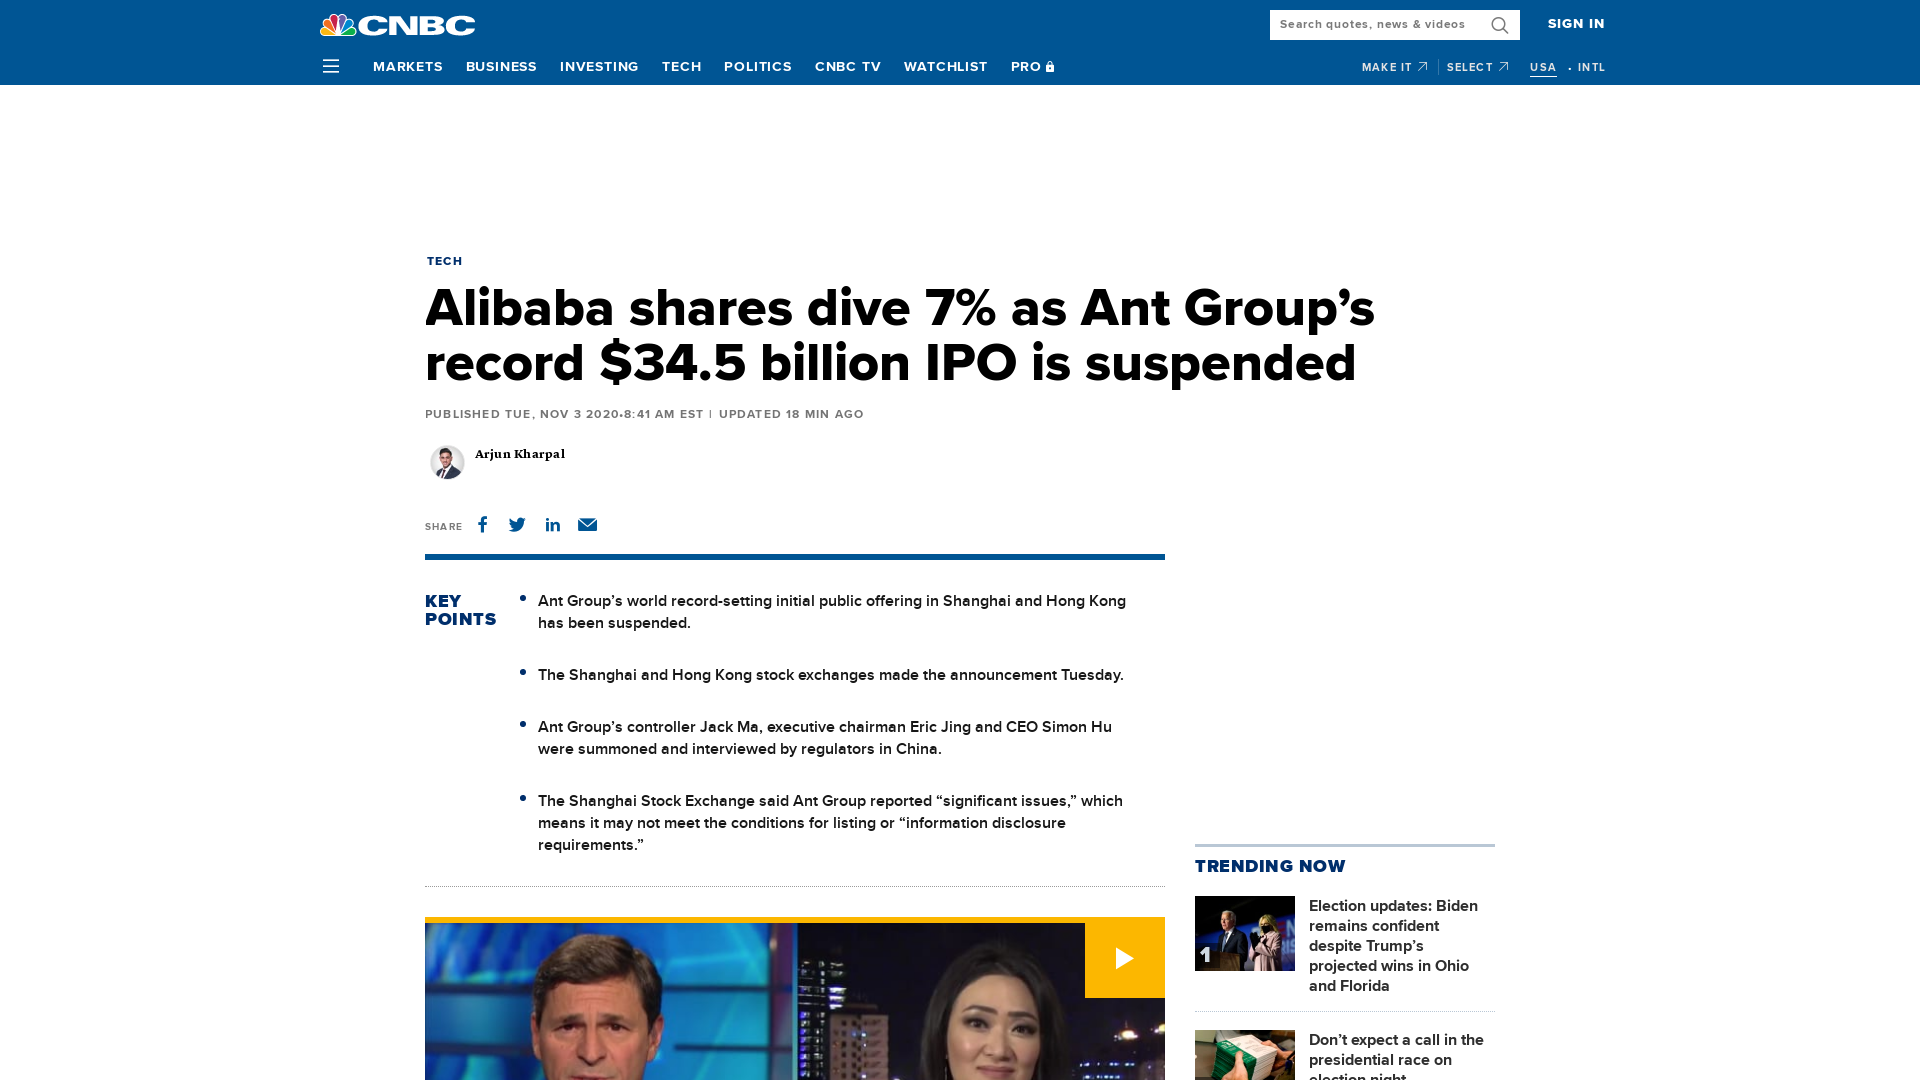 CNBC
Search quotes, news & videos
SIGN IN
MARKETS
BUSINESS
INVESTING
TECH
POLITICS
CNBC TV
WATCHLIST
PRO
MAKE IT
SELECT
USA
• INTL
TECH
Alibaba shares dive 7% as Ant Group’s
record $34.5 billion IPO is suspended
PUBLISHED TUE, NOV 3 2020•8:41 AM EST | UPDATED 18 MIN AGO
Arjun Kharpal
SHARE
KEY
POINTS
• Ant Group’s world record-setting initial public offering in Shanghai and Hong Kong
has been suspended.
• The Shanghai and Hong Kong stock exchanges made the announcement Tuesday.
• Ant Group’s controller Jack Ma, executive chairman Eric Jing and CEO Simon Hu
were summoned and interviewed by regulators in China.
• The Shanghai Stock Exchange said Ant Group reported “significant issues,” which
means it may not meet the conditions for listing or “information disclosure
requirements.”
TRENDING NOW
1
Election updates: Biden
remains confident
despite Trump’s
projected wins in Ohio
and Florida
Don’t expect a call in the
presidential race on
election night